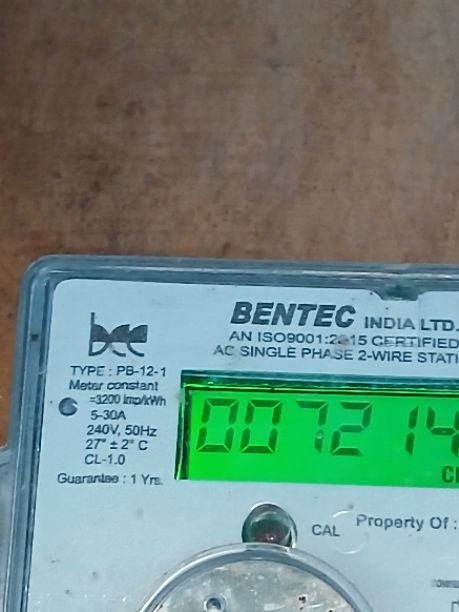 BENTEC INDIA LTD.
AN ISO9001:2015 CERTIFIED
AC SINGLE PHASE 2-WIRE STATI
bec
TYPE : PB-12-1
Meter constant
=3200 Imp/kWh
5-30A
240V, 50Hz
27° ± 2° C
CL-1.0
Guarantee : 1 Yrs.
007214
CAL
Property Of :